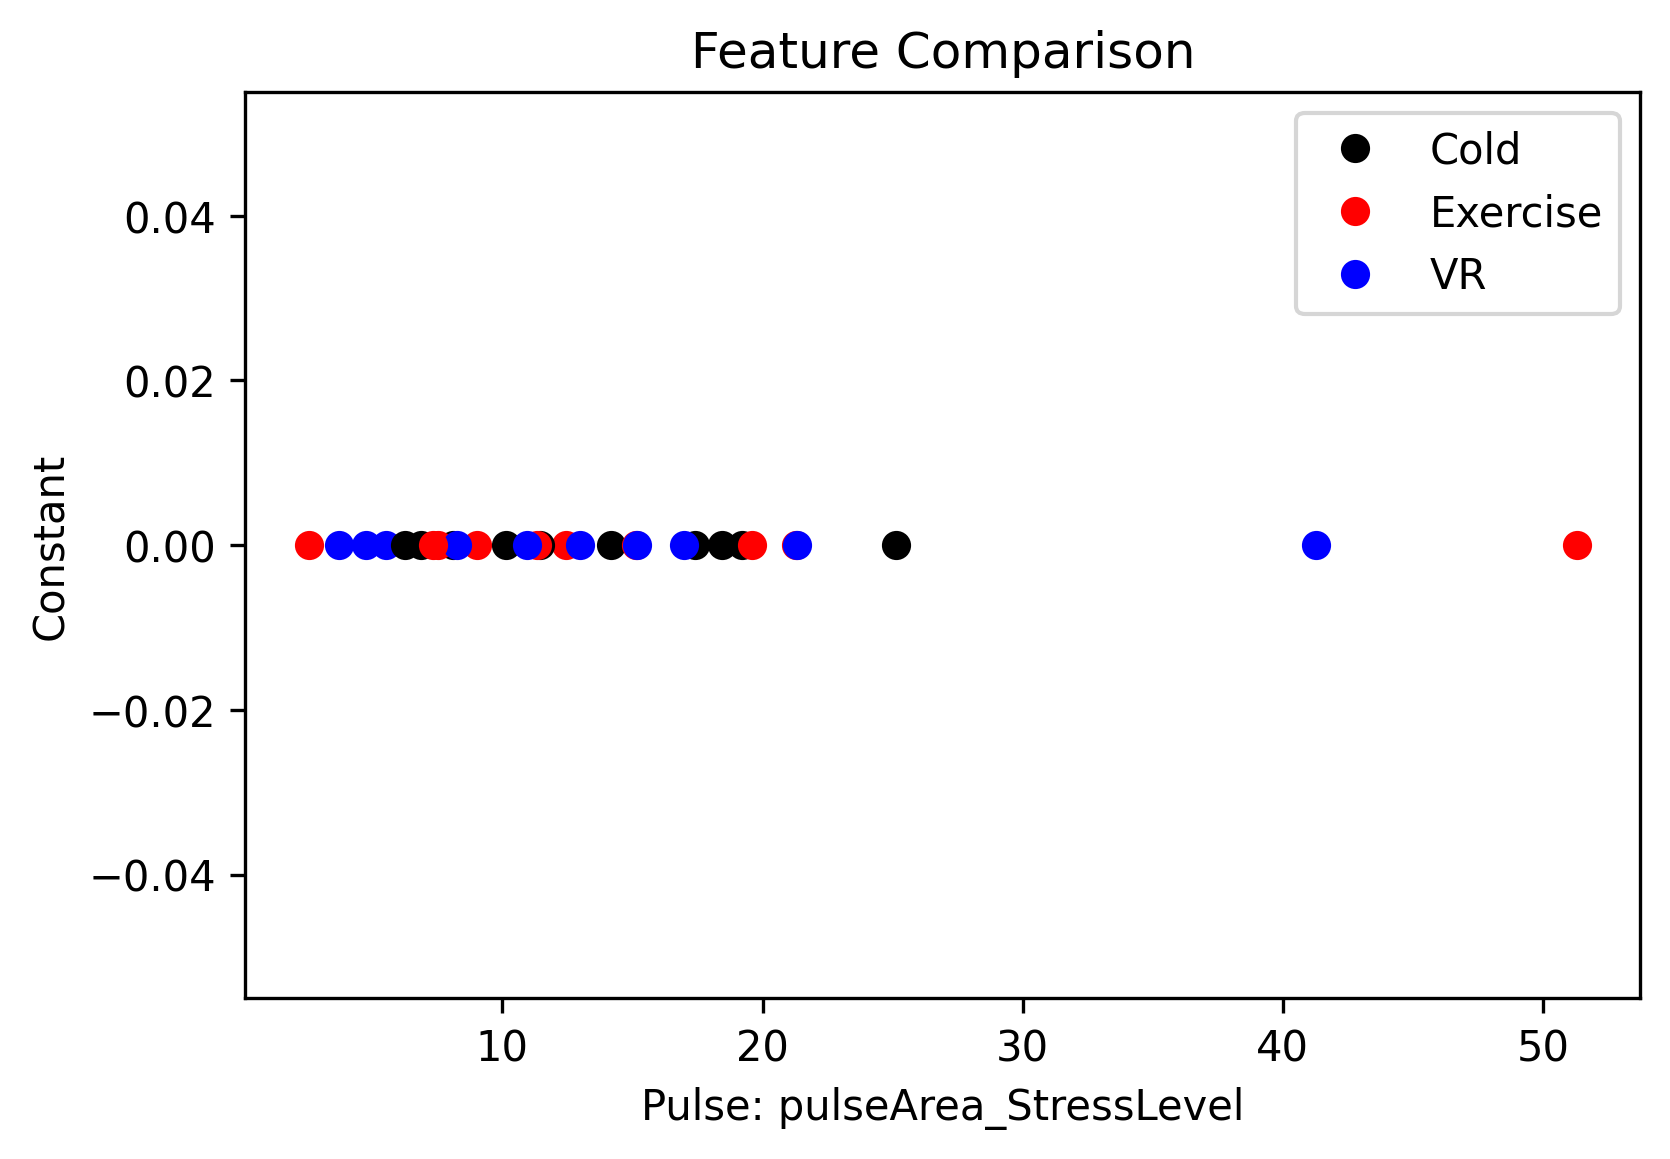 Feature Comparison
Cold
Exercise
VR
0.04
0.02
0.00
−0.02
−0.04
Constant
10 20 30 40 50
Pulse: pulseArea_StressLevel